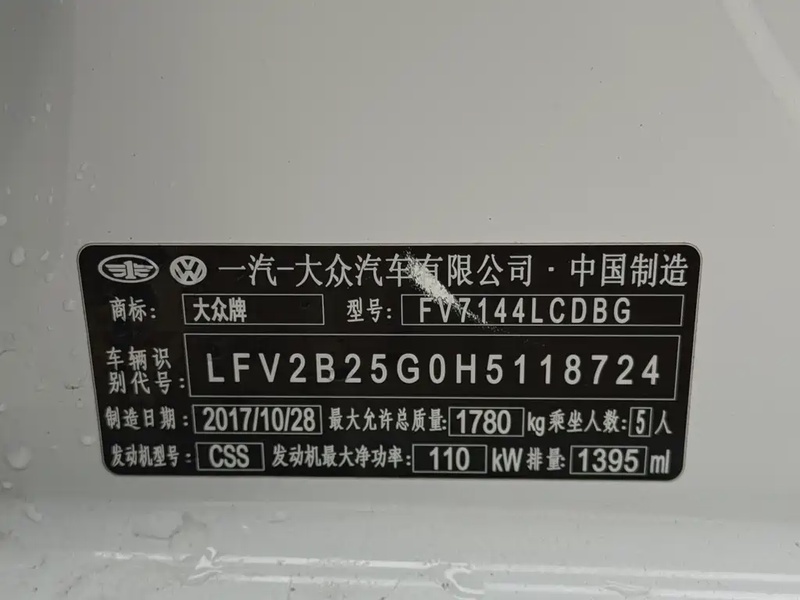 一汽-大众汽车有限公司·中国制造
商标: 大众牌 型号: FV7144LCDBG
车辆识别代号: LFV2B25G0H5118724
制造日期: 2017/10/28 最大允许总质量: 1780 kg 乘坐人数: 5 人
发动机型号: CSS 发动机最大净功率: 110 kW 排量: 1395 ml